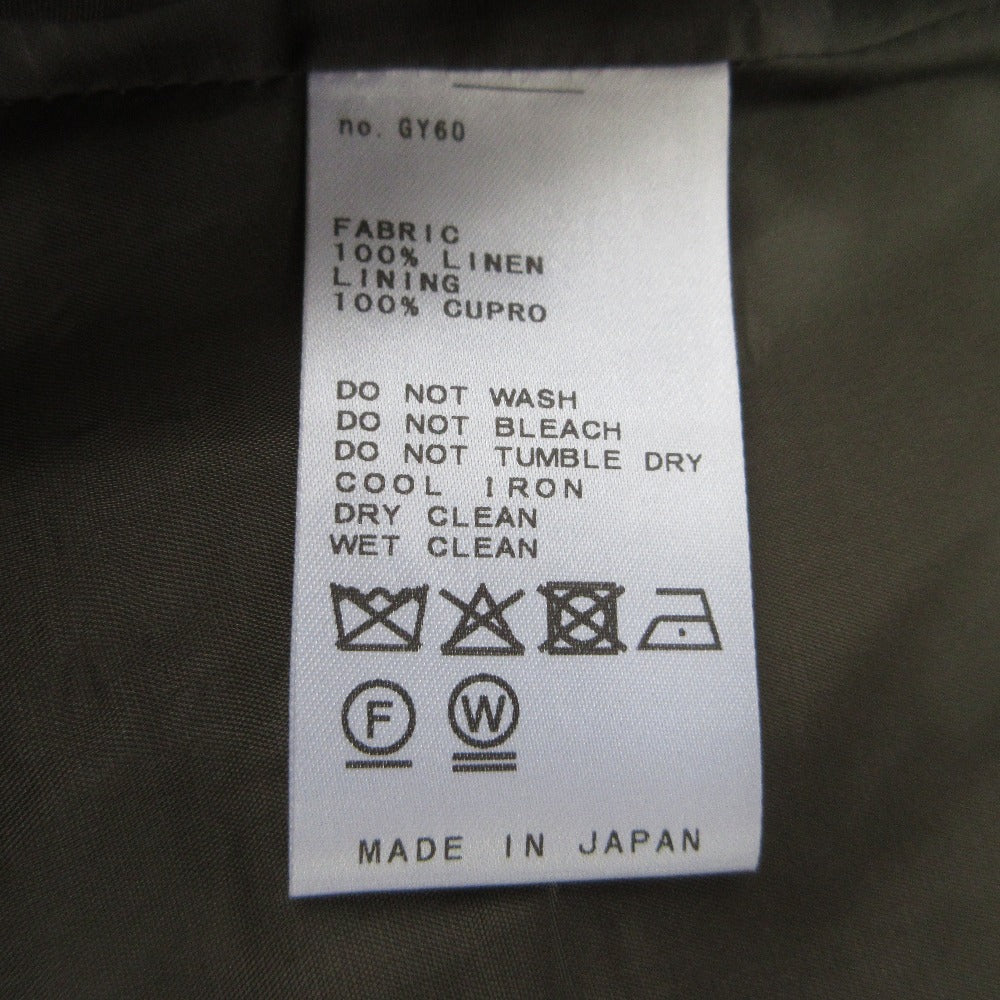 no. GY60
FABRIC
100% LINEN
LINING
100% CUPRO
DO NOT WASH
DO NOT BLEACH
DO NOT TUMBLE DRY
COOL IRON
DRY CLEAN
WET CLEAN
F W
MADE IN JAPAN